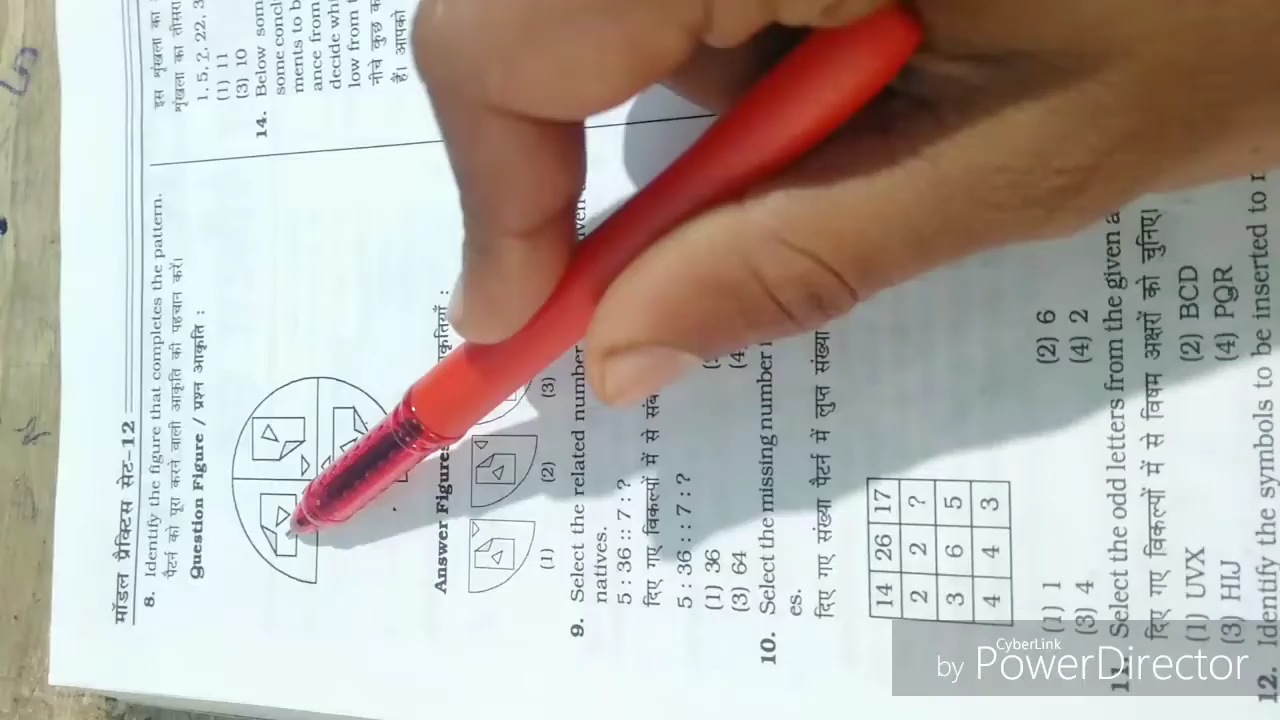 मॉडल प्रैक्टिस सेट–12
8. Identify the figure that completes the pattern.
पैटर्न को पूरा करने वाली आकृति की पहचान करें।
Question Figure / प्रश्न आकृति :
Answer Figures
कृतियाँ :
(1) (2) (3)
9. Select the related number
natives.
5 : 36 :: 7 : ?
दिए गए विकल्पों में से
5 : 36 : : 7 : ?
(1) 36
(3) 64
10. Select the missing number
es.
दिए गए संख्या पैटर्न में लुप्त संख्या
14 26 17
2 2 ?
3 6 5
4 4 3
(1) 1 (2) 6
(3) 4 (4) 2
11. Select the odd letters from the given a
दिए गए विकल्पों में से विषम अक्षरों को चुनिए।
(1) UVX (2) BCD
(3) HIJ (4) PQR
12. Identify the symbols to be inserted to
इस शृंखला का
शृंखला का तीसरा
1, 5, 2, 22, 3
(1) 11
(3) 10
14. Below som
some concl
ments to b
ance from
decide wh
low from
नीचे कुछ
हैं। आपको
CyberLink
by PowerDirector